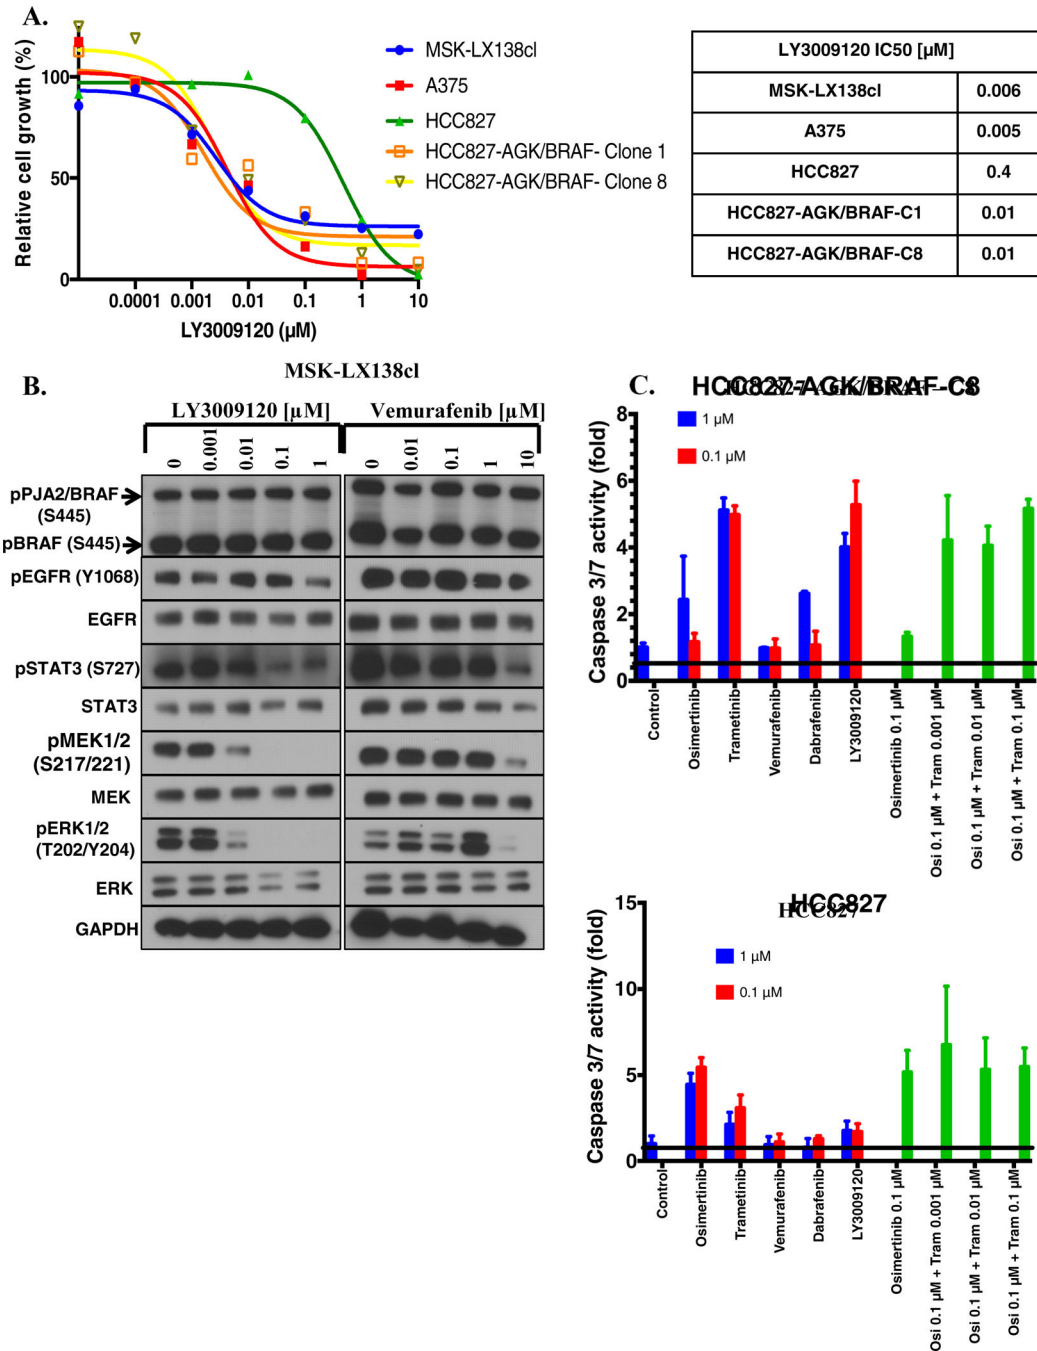 A.
Relative cell growth (%)
100
50
0
0.0001 0.001 0.01 0.1 1 10
LY3009120 (µM)
MSK-LX138cl
A375
HCC827
HCC827-AGK/BRAF- Clone 1
HCC827-AGK/BRAF- Clone 8
LY3009120 IC50 [µM]
MSK-LX138cl 0.006
A375 0.005
HCC827 0.4
HCC827-AGK/BRAF-C1 0.01
HCC827-AGK/BRAF-C8 0.01
B.
MSK-LX138cl
LY3009120 [µM] Vemurafenib [µM]
0 0.001 0.01 0.1 1 0 0.01 0.1 1 10
pPJA2/BRAF
(S445)
pBRAF (S445)
pEGFR (Y1068)
EGFR
pSTAT3 (S727)
STAT3
pMEK1/2
(S217/221)
MEK
pERK1/2
(T202/Y204)
ERK
GAPDH
C.
HCC827-AGK/BRAF-C8
1 µM
0.1 µM
Caspase 3/7 activity (fold)
8
6
4
2
0
Control
Osimertinib
Trametinib
Vemurafenib
Dabrafenib
LY3009120
Osimertinib 0.1 µM
Osi 0.1 µM + Tram 0.001 µM
Osi 0.1 µM + Tram 0.01 µM
Osi 0.1 µM + Tram 0.1 µM
HCC827
HCC827
1 µM
0.1 µM
Caspase 3/7 activity (fold)
15
10
5
0
Control
Osimertinib
Trametinib
Vemurafenib
Dabrafenib
LY3009120
Osimertinib 0.1 µM
Osi 0.1 µM + Tram 0.001 µM
Osi 0.1 µM + Tram 0.01 µM
Osi 0.1 µM + Tram 0.1 µM